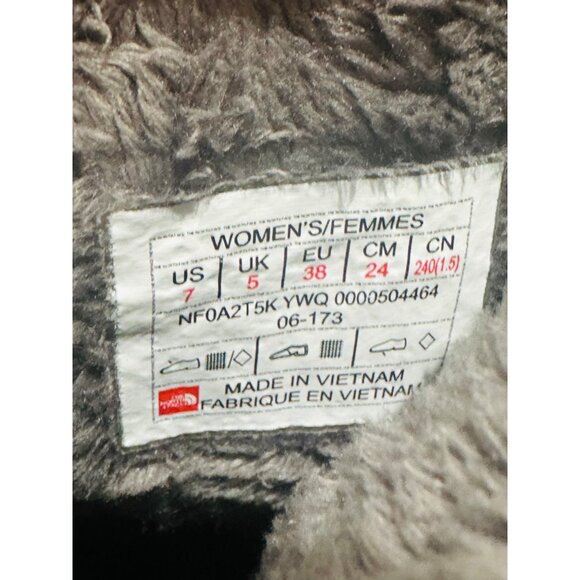 WOMEN'S/FEMMES
US UK EU CM CN
7 5 38 24 240(1.5)
NF0A2T5K YWQ 0000504464
06-173
MADE IN VIETNAM
FABRIQUE EN VIETNAM